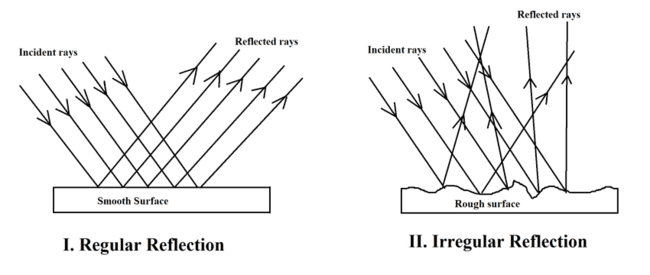 Incident rays
Reflected rays
Smooth Surface
I. Regular Reflection
Reflected rays
Incident rays
Rough surface
II. Irregular Reflection